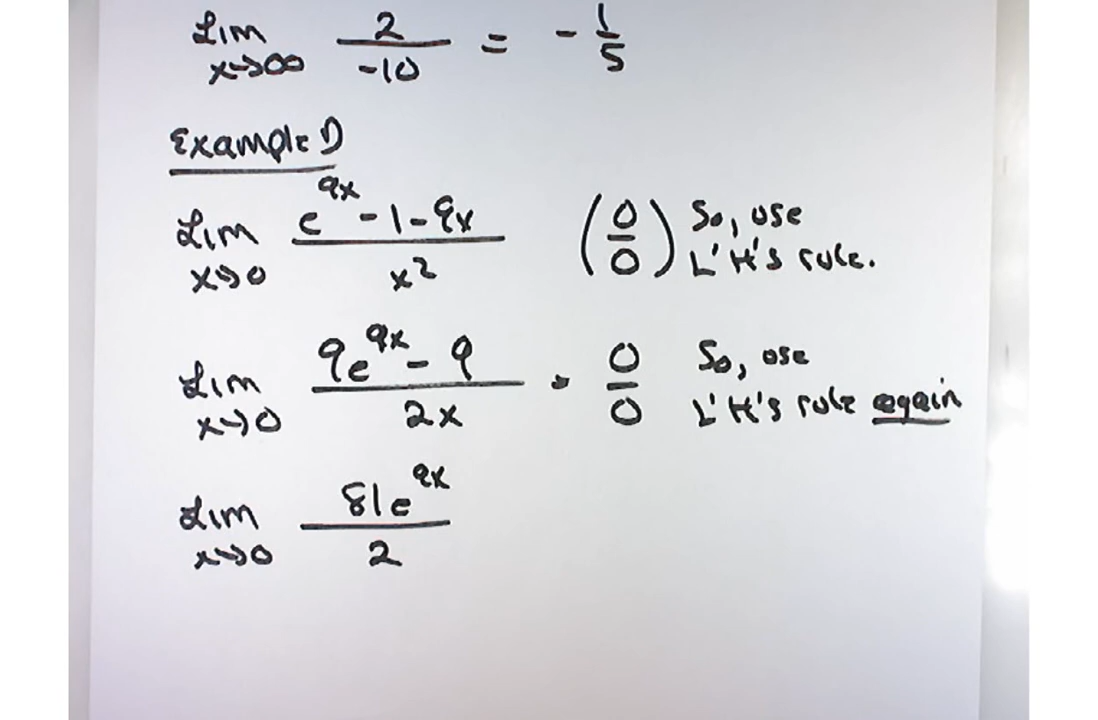 Lim x→∞ 2/-10 = -1/5
Example D
Lim x→0 e^9x - 1 - 9x / x² (0/0) So, use L'H's rule.
Lim x→0 9e^9x - 9 / 2x = 0/0 So, use L'H's rule again
Lim x→0 81e^9x / 2